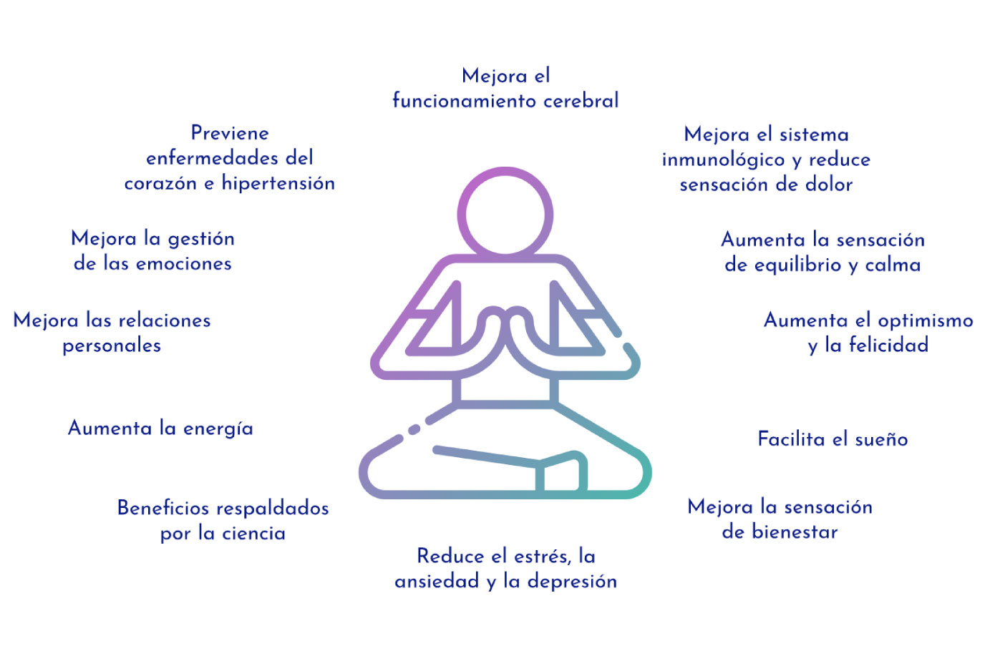 Mejora el
funcionamiento cerebral
Previene
enfermedades del
corazón e hipertensión
Mejora el sistema
inmunológico y reduce
sensación de dolor
Mejora la gestión
de las emociones
Aumenta la sensación
de equilibrio y calma
Mejora las relaciones
personales
Aumenta el optimismo
y la felicidad
Aumenta la energía
Facilita el sueño
Beneficios respaldados
por la ciencia
Mejora la sensación
de bienestar
Reduce el estrés, la
ansiedad y la depresión